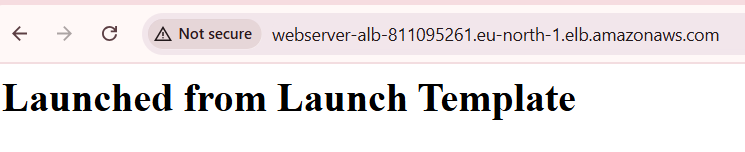 Not secure webserver-alb-811095261.eu-north-1.elb.amazonaws.com
Launched from Launch Template